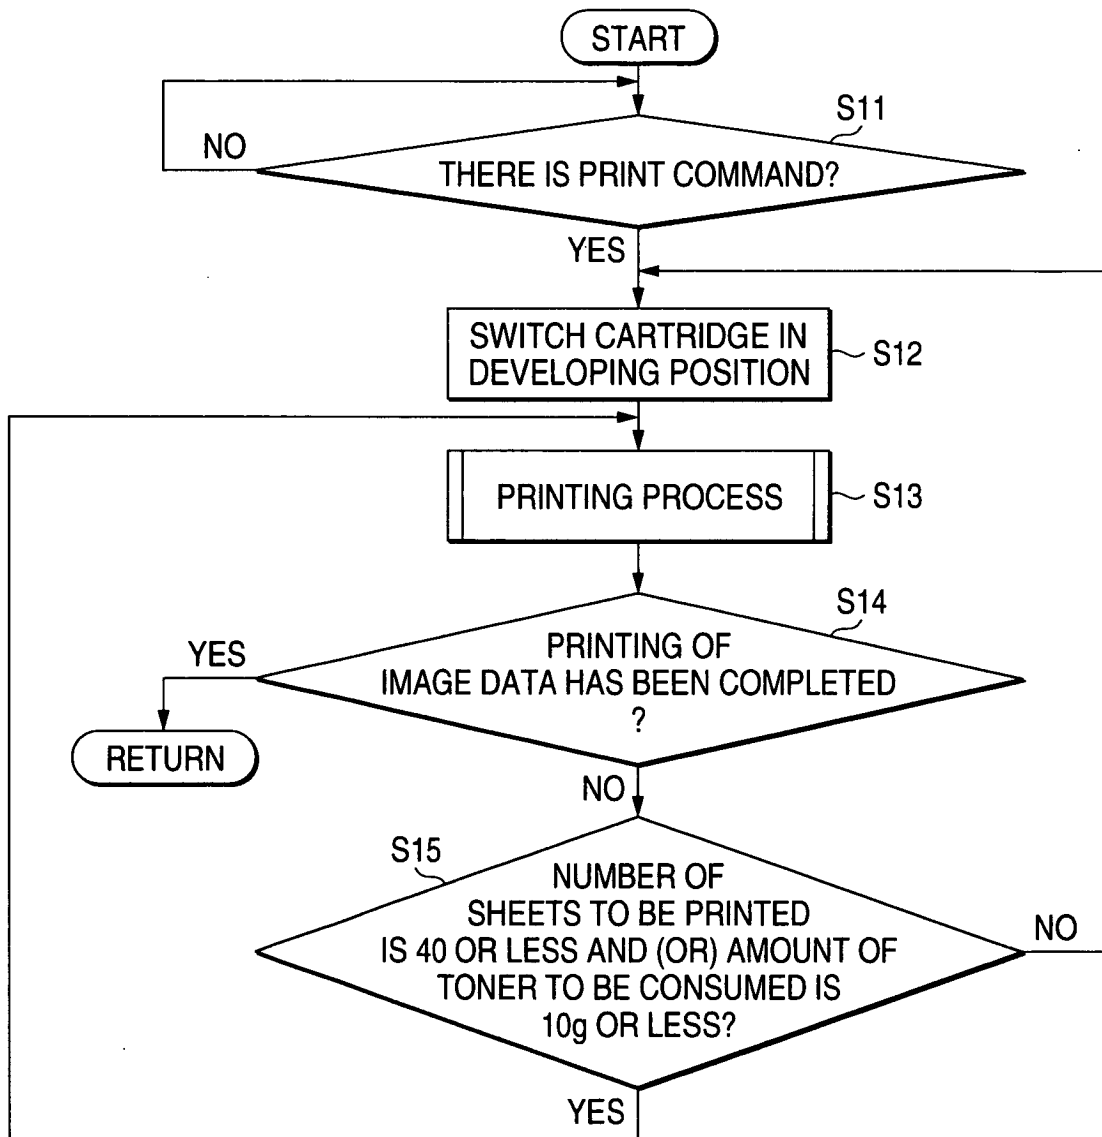 START
S11
NO
THERE IS PRINT COMMAND?
YES
SWITCH CARTRIDGE IN
DEVELOPING POSITION
S12
PRINTING PROCESS
S13
S14
YES
PRINTING OF
IMAGE DATA HAS BEEN COMPLETED
?
RETURN
NO
S15
NUMBER OF
SHEETS TO BE PRINTED
IS 40 OR LESS AND (OR) AMOUNT OF
TONER TO BE CONSUMED IS
10g OR LESS?
NO
YES